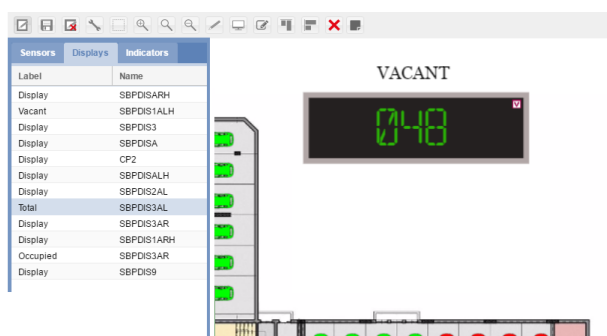 Sensors Displays Indicators
Label Name
Display SBPDISARH
Vacant SBPDIS1ALH
Display SBPDIS3
Display SBPDISA
Display CP2
Display SBPDISALH
Display SBPDIS2AL
Total SBPDIS3AL
Display SBPDIS3AR
Display SBPDIS1ARH
Occupied SBPDIS3AR
Display SBPDIS9
VACANT
V
048